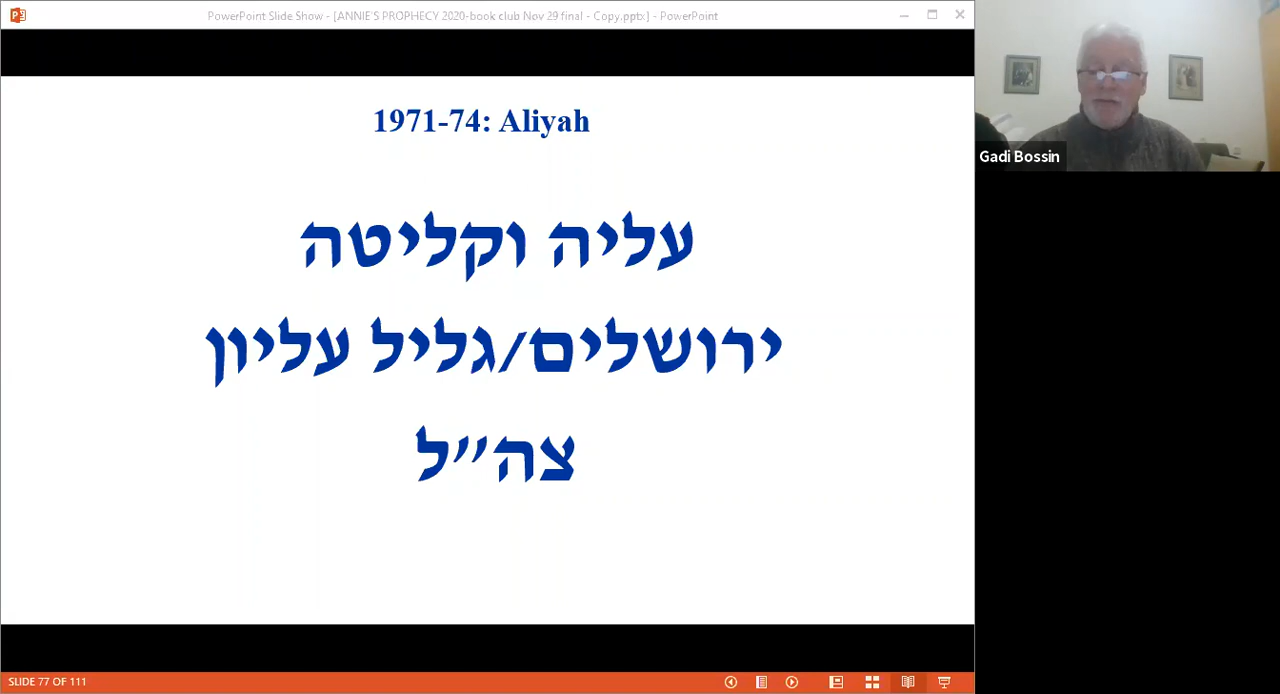 PowerPoint Slide Show - [ANNIE'S PROPHECY 2020-book club Nov 29 final - Copy.pptx] - PowerPoint
1971-74: Aliyah
עליה וקליטה
ירושלים/גליל עליון
צה״ל
Gadi Bossin
SLIDE 77 OF 111